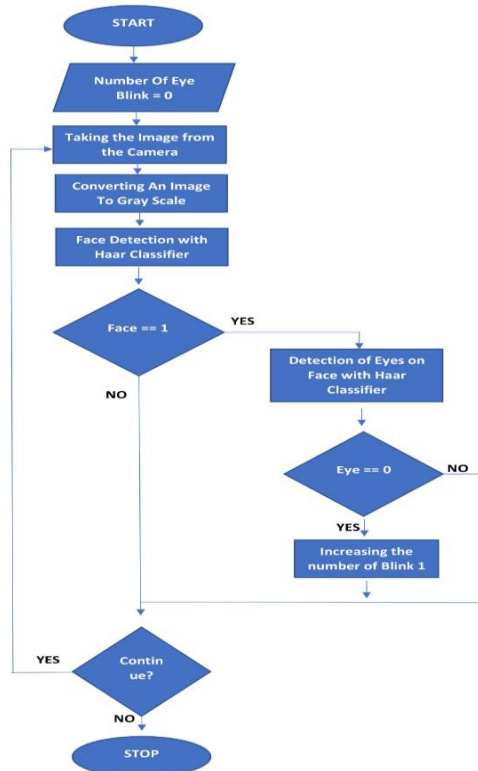 START
Number Of Eye
Blink = 0
Taking the Image from
the Camera
Converting An Image
To Gray Scale
Face Detection with
Haar Classifier
Face == 1
YES
NO
Detection of Eyes on
Face with Haar
Classifier
Eye == 0
NO
YES
Increasing the
number of Blink 1
YES
Contin
ue?
NO
STOP